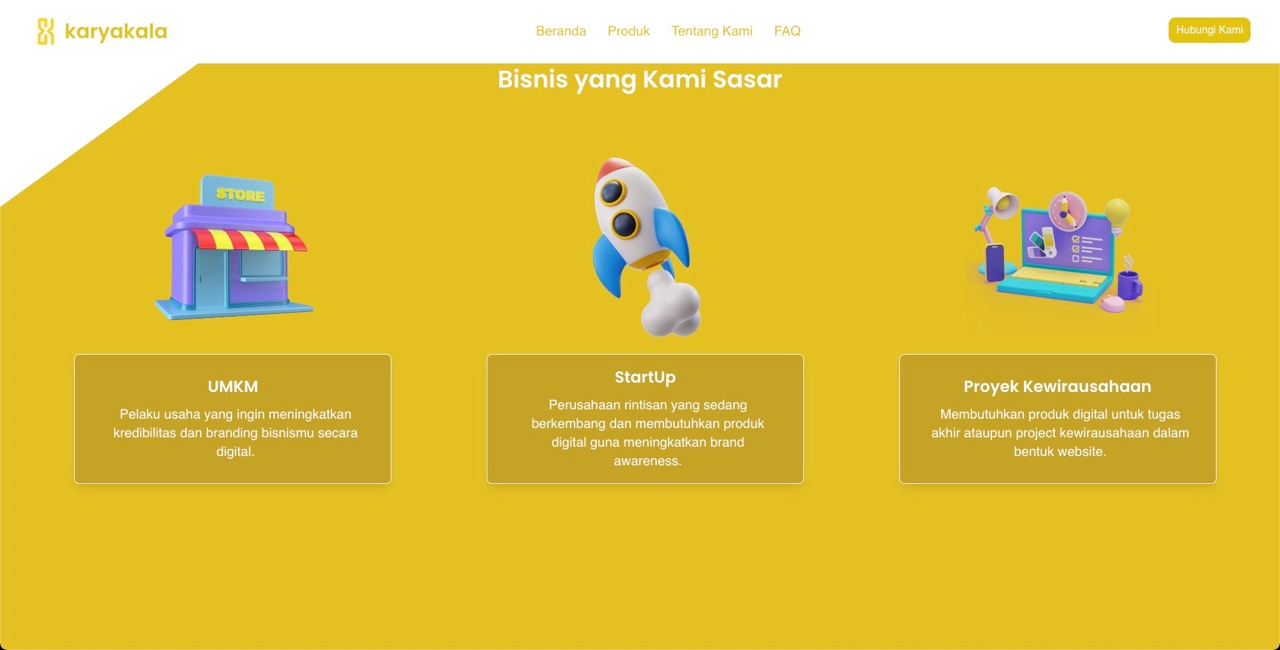 karyakala
Beranda Produk Tentang Kami FAQ
Hubungi Kami
Bisnis yang Kami Sasar
STORE
UMKM
Pelaku usaha yang ingin meningkatkan
kredibilitas dan branding bisnismu secara
digital.
StartUp
Perusahaan rintisan yang sedang
berkembang dan membutuhkan produk
digital guna meningkatkan brand
awareness.
Proyek Kewirausahaan
Membutuhkan produk digital untuk tugas
akhir ataupun project kewirausahaan dalam
bentuk website.